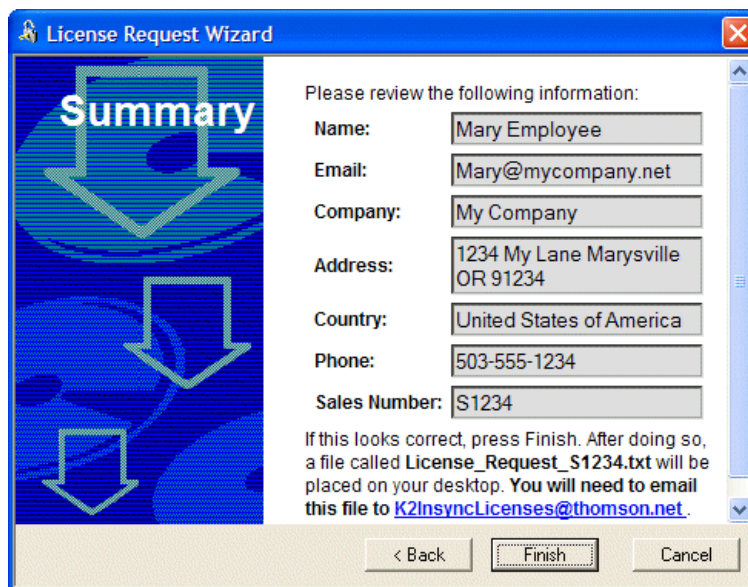 License Request Wizard
Summary
Please review the following information:
Name: Mary Employee
Email: Mary@mycompany.net
Company: My Company
Address: 1234 My Lane Marysville
OR 91234
Country: United States of America
Phone: 503-555-1234
Sales Number: S1234
If this looks correct, press Finish. After doing so,
a file called License_Request_S1234.txt will be
placed on your desktop. You will need to email
this file to K2InsyncLicenses@thomson.net .
< Back Finish Cancel